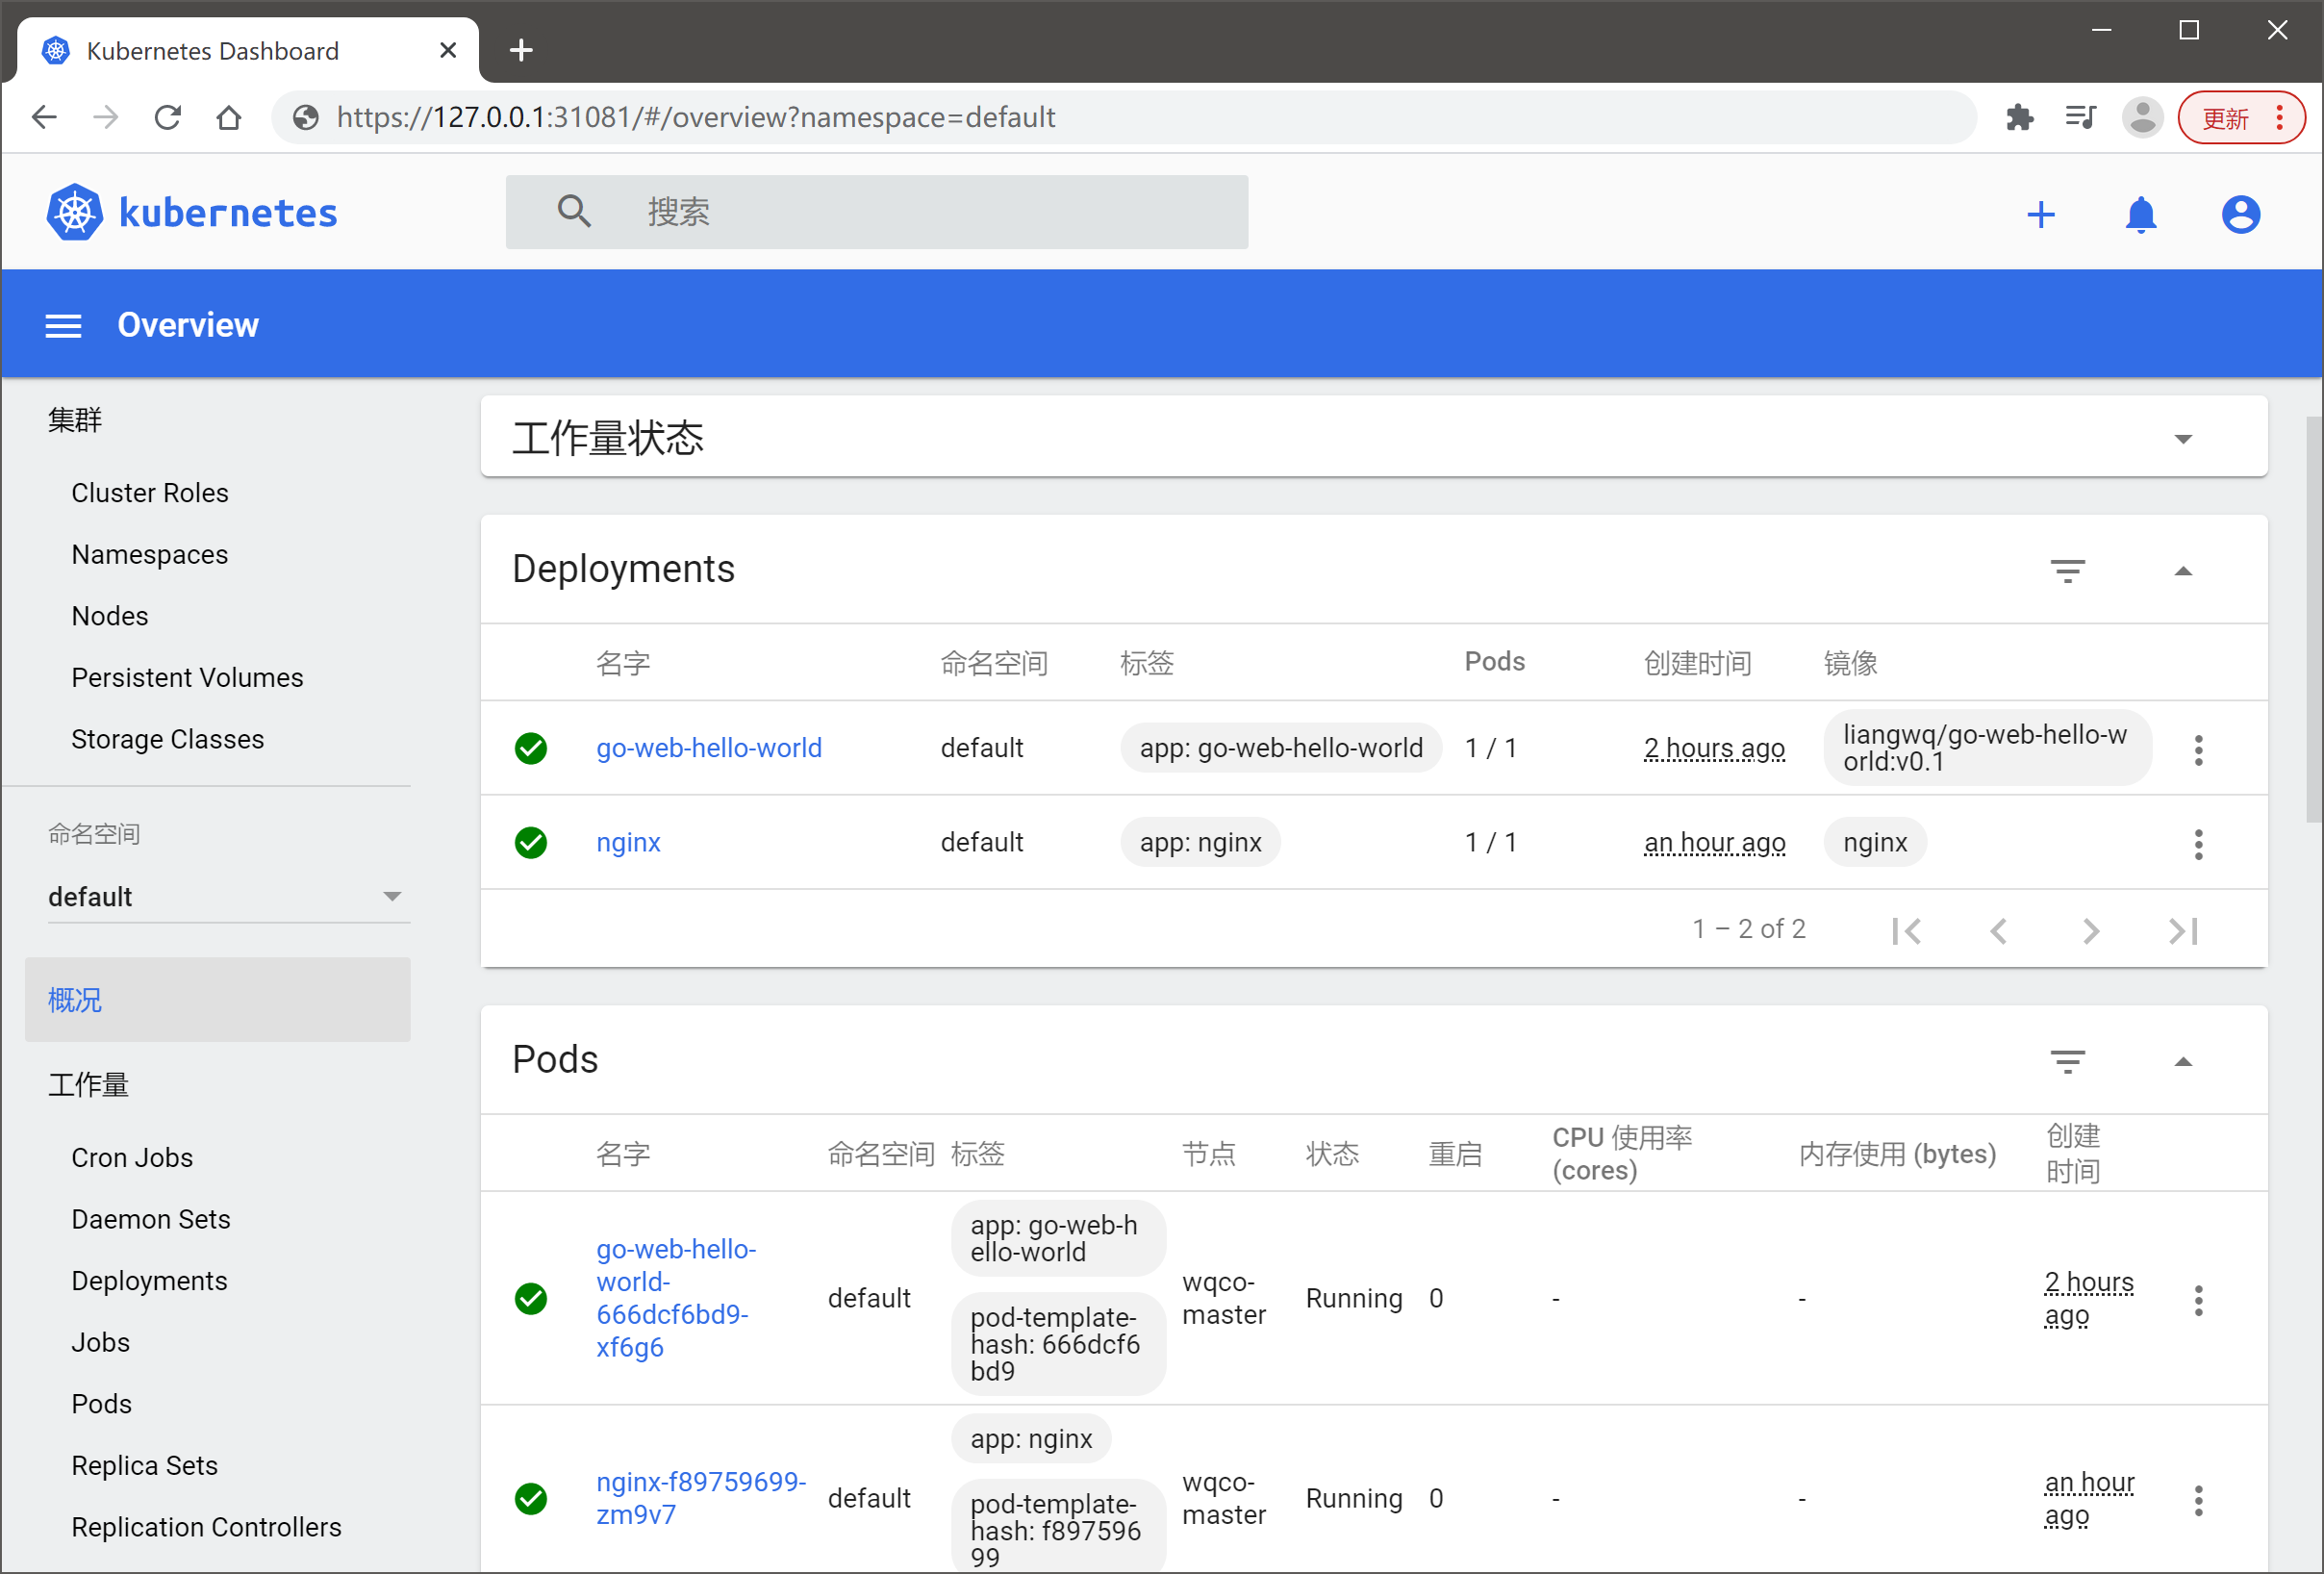 Kubernetes Dashboard
https://127.0.0.1:31081/#/overview?namespace=default
更新
kubernetes
搜索
Overview
集群
Cluster Roles
Namespaces
Nodes
Persistent Volumes
Storage Classes
命名空间
default
概况
工作量
Cron Jobs
Daemon Sets
Deployments
Jobs
Pods
Replica Sets
Replication Controllers
工作量状态
Deployments
名字 命名空间 标签 Pods 创建时间 镜像
go-web-hello-world default app: go-web-hello-world 1 / 1 2 hours ago liangwq/go-web-hello-w
orld:v0.1
nginx default app: nginx 1 / 1 an hour ago nginx
1 – 2 of 2
Pods
名字 命名空间 标签 节点 状态 重启 CPU 使用率
(cores) 内存使用 (bytes) 创建
时间
go-web-hello-
world-
666dcf6bd9-
xf6g6
default
app: go-web-h
ello-world
pod-template-
hash: 666dcf6
bd9
wqco-
master
Running 0 - -
2 hours
ago
nginx-f89759699-
zm9v7
default
app: nginx
pod-template-
hash: f897596
99
wqco-
master
Running 0 - -
an hour
ago